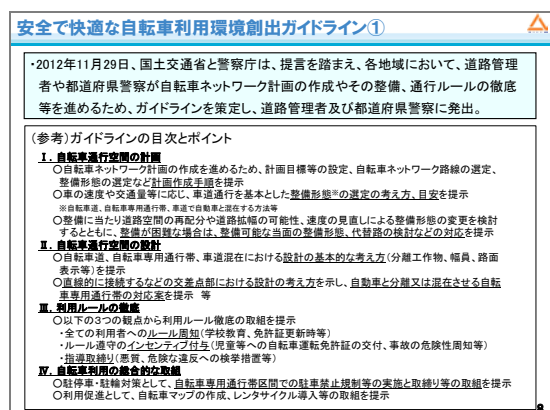 安全で快適な自転車利用環境創出ガイドライン①
・2012年11月29日、国土交通省と警察庁は、提言を踏まえ、各地域において、道路管理
者や都道府県警察が自転車ネットワーク計画の作成やその整備、通行ルールの徹底
等を進めるため、ガイドラインを策定し、道路管理者及び都道府県警察に発出。
(参考)ガイドラインの目次とポイント
Ⅰ. 自転車通行空間の計画
○自転車ネットワーク計画の作成を進めるため、計画目標等の設定、自転車ネットワーク路線の選定、
整備形態の選定など計画作成手順を提示
○車の速度や交通量等に応じ、車道通行を基本とした整備形態※の選定の考え方、目安を提示
※自転車道、自転車専用通行帯、車道で自動車と混在する方法等
○整備に当たり道路空間の再配分や道路拡幅の可能性、速度の見直しによる整備形態の変更を検討
するとともに、整備が困難な場合は、整備可能な当面の整備形態、代替路の検討などの対応を提示
Ⅱ. 自転車通行空間の設計
○自転車道、自転車専用通行帯、車道混在における設計の基本的な考え方(分離工作物、幅員、路面
表示等)を提示
○直線的に接続するなどの交差点部における設計の考え方を示し、自動車と分離又は混在させる自転
車専用通行帯の対応案を提示 等
Ⅲ. 利用ルールの徹底
○以下の3つの観点から利用ルール徹底の取組を提示
・全ての利用者へのルール周知(学校教育、免許証更新時等)
・ルール遵守のインセンティブ付与(児童等への自転車運転免許証の交付、事故の危険性周知等)
・指導取締り(悪質、危険な違反への検挙措置等)
Ⅳ. 自転車利用の総合的な取組
○駐停車・駐輪対策として、自転車専用通行帯区間での駐車禁止規制等の実施と取締り等の取組を提示
○利用促進として、自転車マップの作成、レンタサイクル導入等の取組を提示
8